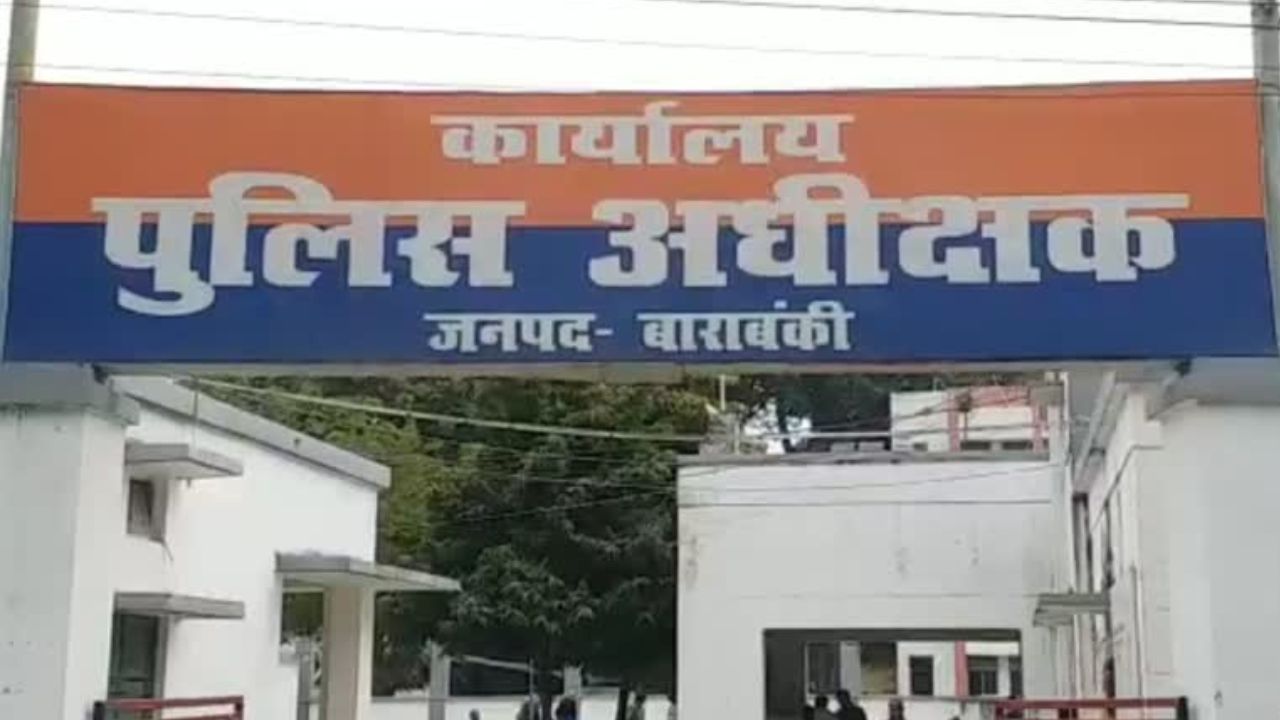 कार्यालय
पुलिस अधीक्षक
जनपद- बाराबंकी